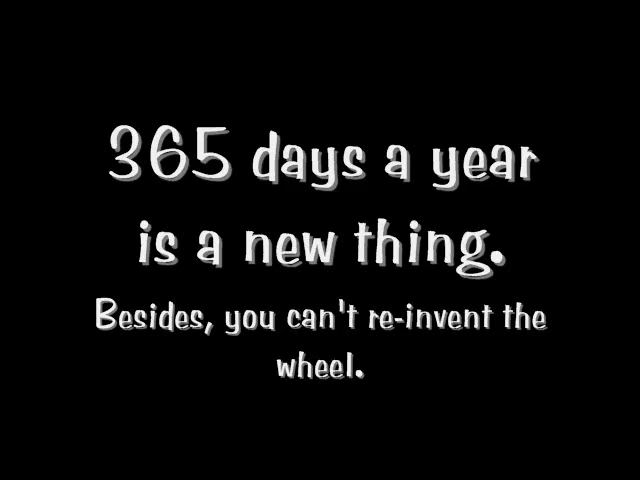 365 days a year
is a new thing.
Besides, you can't re-invent the
wheel.